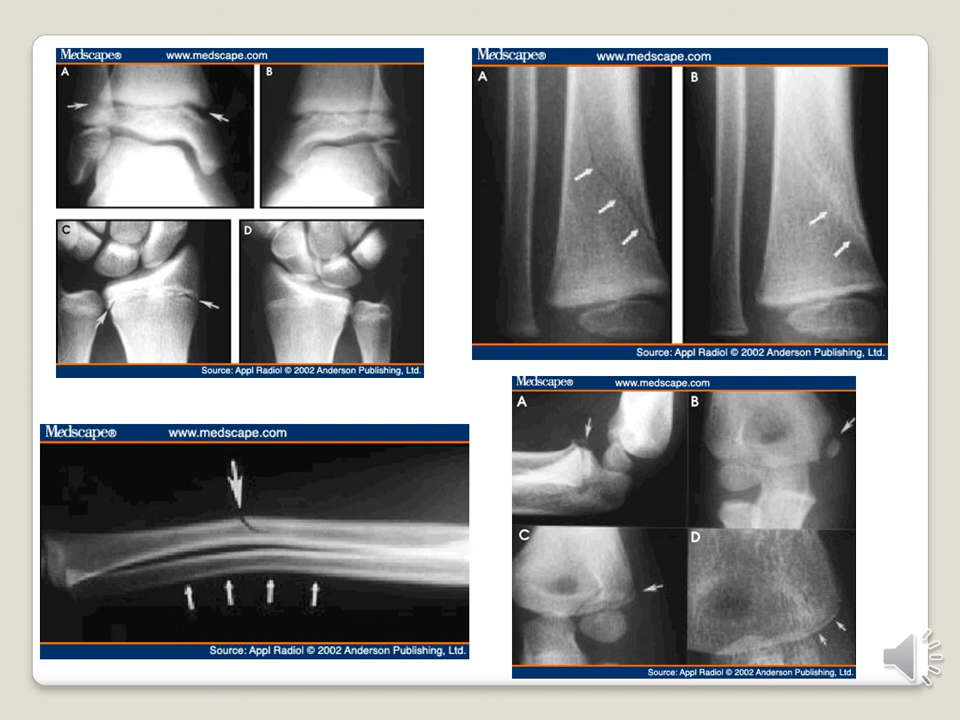 Medscape® www.medscape.com
A B
C D
Source: Appl Radiol © 2002 Anderson Publishing, Ltd.
Medscape® www.medscape.com
A B
Source: Appl Radiol © 2002 Anderson Publishing, Ltd.
Medscape® www.medscape.com
Source: Appl Radiol © 2002 Anderson Publishing, Ltd.
Medscape® www.medscape.com
A B
C D
Source: Appl Radiol © 2002 Anderson Publishing, Ltd.